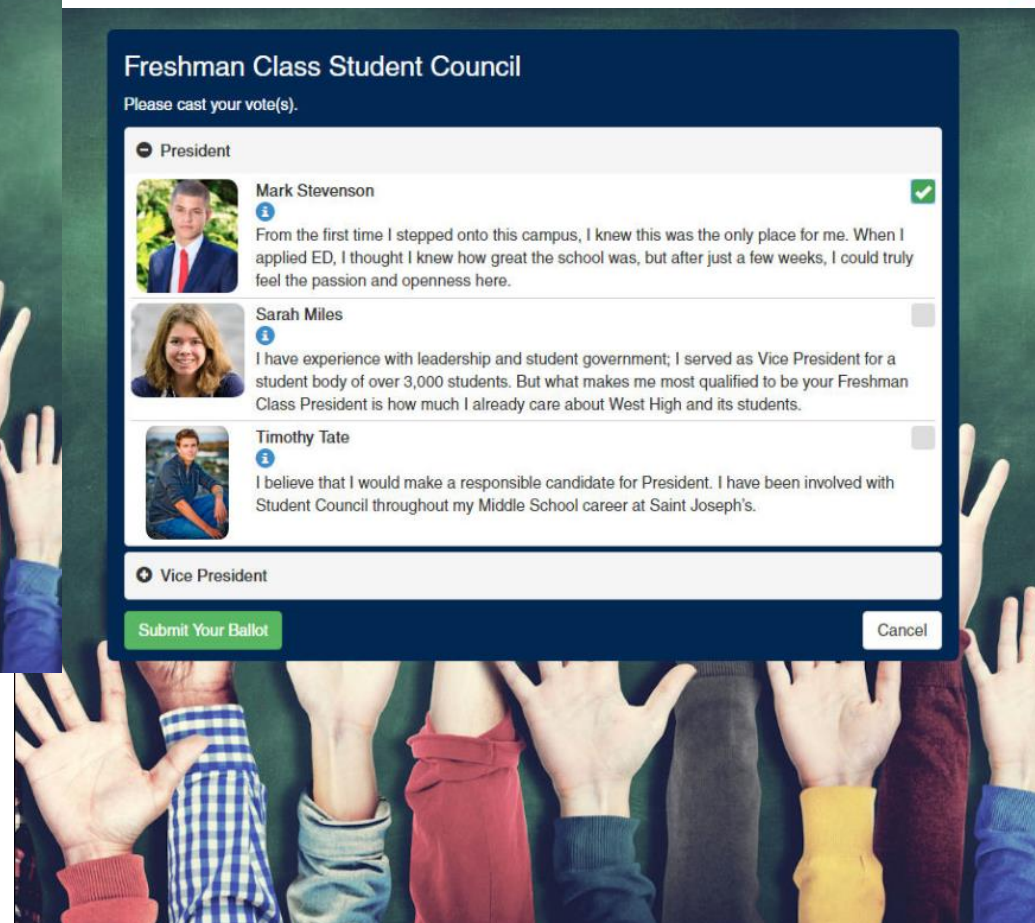 Freshman Class Student Council
Please cast your vote(s).
President
Mark Stevenson
From the first time I stepped onto this campus, I knew this was the only place for me. When I
applied ED, I thought I knew how great the school was, but after just a few weeks, I could truly
feel the passion and openness here.
Sarah Miles
I have experience with leadership and student government; I served as Vice President for a
student body of over 3,000 students. But what makes me most qualified to be your Freshman
Class President is how much I already care about West High and its students.
Timothy Tate
I believe that I would make a responsible candidate for President. I have been involved with
Student Council throughout my Middle School career at Saint Joseph's.
Vice President
Submit Your Ballot
Cancel